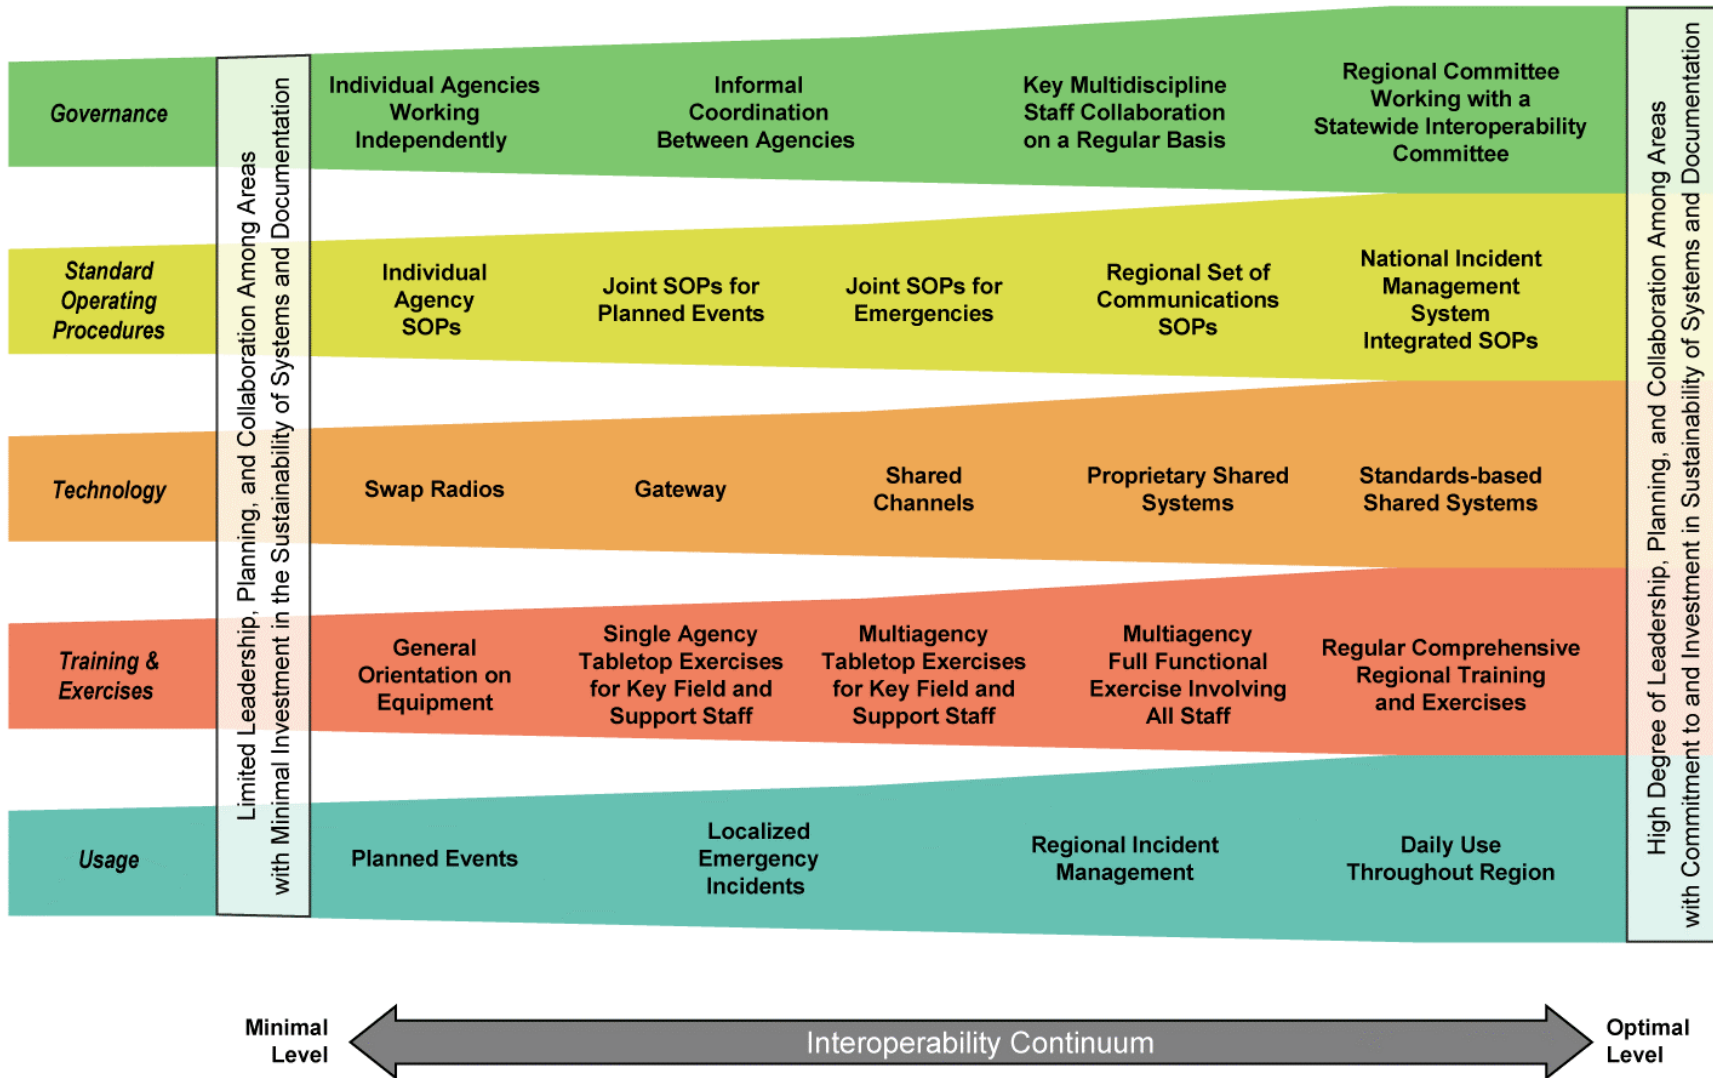 Governance
Individual Agencies
Working
Independently
Informal
Coordination
Between Agencies
Key Multidiscipline
Staff Collaboration
on a Regular Basis
Regional Committee
Working with a
Statewide Interoperability
Committee
Standard
Operating
Procedures
Individual
Agency
SOPs
Joint SOPs for
Planned Events
Joint SOPs for
Emergencies
Regional Set of
Communications
SOPs
National Incident
Management
System
Integrated SOPs
Technology
Swap Radios
Gateway
Shared
Channels
Proprietary Shared
Systems
Standards-based
Shared Systems
Training &
Exercises
General
Orientation on
Equipment
Single Agency
Tabletop Exercises
for Key Field and
Support Staff
Multiagency
Tabletop Exercises
for Key Field and
Support Staff
Multiagency
Full Functional
Exercise Involving
All Staff
Regular Comprehensive
Regional Training
and Exercises
Usage
Planned Events
Localized
Emergency
Incidents
Regional Incident
Management
Daily Use
Throughout Region
Limited Leadership, Planning, and Collaboration Among Areas
with Minimal Investment in the Sustainability of Systems and Documentation
High Degree of Leadership, Planning, and Collaboration Among Areas
with Commitment to and Investment in Sustainability of Systems and Documentation
Minimal
Level
Interoperability Continuum
Optimal
Level